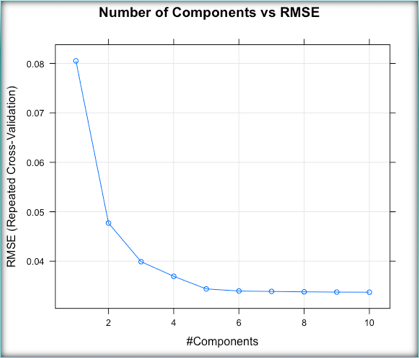 Number of Components vs RMSE
RMSE (Repeated Cross-Validation)
0.08
0.07
0.06
0.05
0.04
2 4 6 8 10
#Components